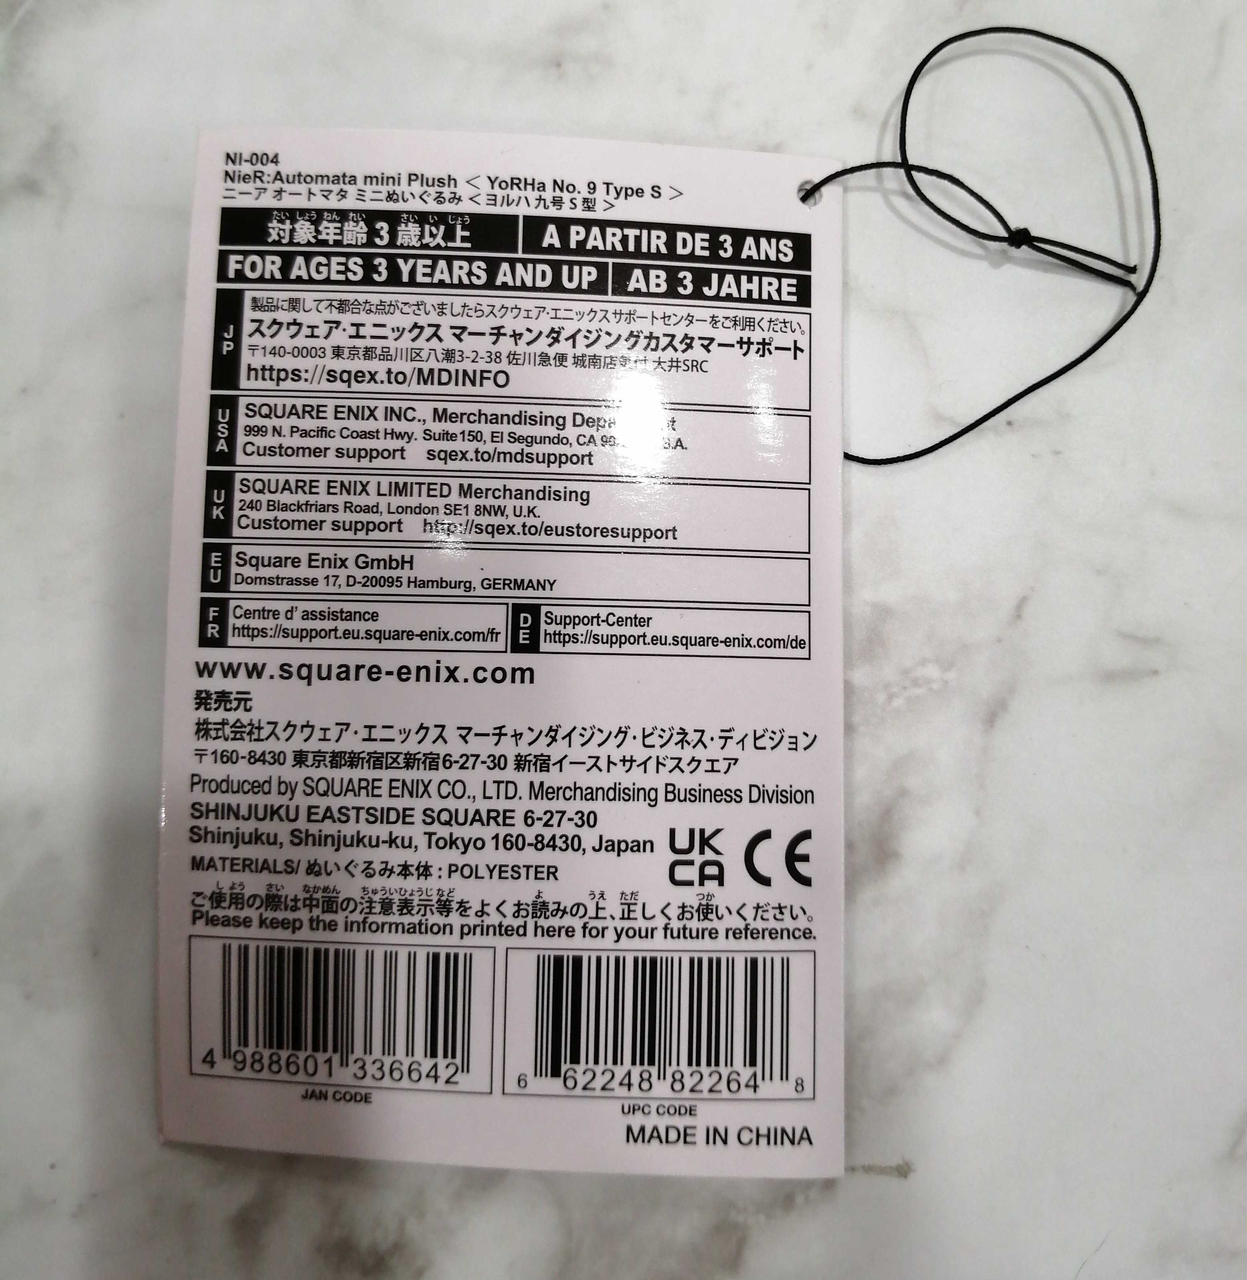 NI-004
NieR:Automata mini Plush ＜ YoRHa No. 9 Type S ＞
ニーア オートマタ ミニぬいぐるみ ＜ ヨルハ 九号 S 型 ＞
たい しょう ねん れい さい い じょう
対象年齢 3 歳以上
A PARTIR DE 3 ANS
FOR AGES 3 YEARS AND UP
AB 3 JAHRE
JP
製品に関して不都合な点がございましたらスクウェア・エニックスサポートセンターをご利用ください。
スクウェア・エニックス マーチャンダイジングカスタマーサポート
〒140-0003 東京都品川区八潮3-2-38 佐川急便 城南店 大井SRC
https://sqex.to/MDINFO
USA
SQUARE ENIX INC., Merchandising
999 N. Pacific Coast Hwy. Suite150, El Segundo, CA
Customer support sqex.to/mdsupport
UK
SQUARE ENIX LIMITED Merchandising
240 Blackfriars Road, London SE1 8NW, U.K.
Customer support http://sqex.to/eustoresupport
EU
Square Enix GmbH
Domstrasse 17, D-20095 Hamburg, GERMANY
FR
Centre d' assistance
https://support.eu.square-enix.com/fr
DE
Support-Center
https://support.eu.square-enix.com/de
www.square-enix.com
発売元
株式会社スクウェア・エニックス マーチャンダイジング・ビジネス・ディビジョン
〒160-8430 東京都新宿区新宿6-27-30 新宿イーストサイドスクエア
Produced by SQUARE ENIX CO., LTD. Merchandising Business Division
SHINJUKU EASTSIDE SQUARE 6-27-30
Shinjuku, Shinjuku-ku, Tokyo 160-8430, Japan
UK
CA
CE
MATERIALS/ ぬいぐるみ本体 : POLYESTER
し よう さい なかめん ちゅういひょうじ など よ うえ ただ つか
ご使用の際は中面の注意表示等をよくお読みの上、正しくお使いください。
Please keep the information printed here for your future reference.
4 988601 336642
JAN CODE
6 62248 82264 8
UPC CODE
MADE IN CHINA